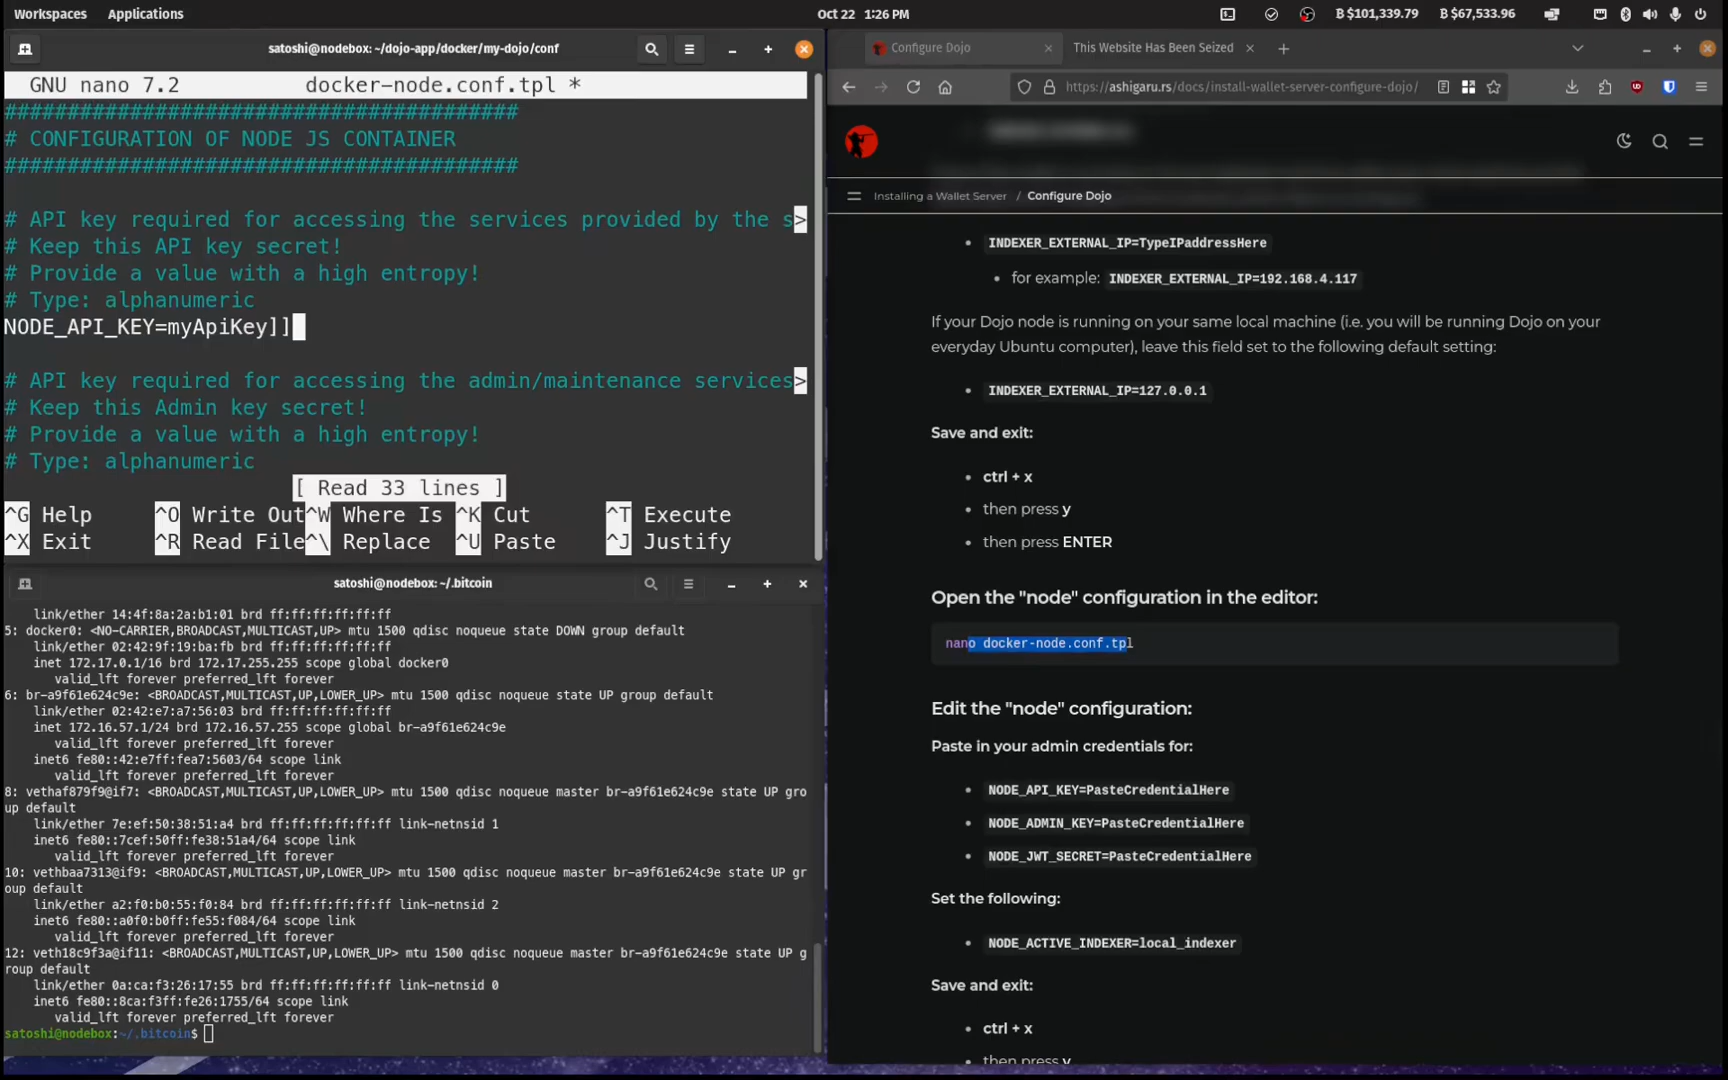 Workspaces Applications Oct 22 1:26 PM ₿ $101,339.79 ₿ $67,533.96
satoshi@nodebox: ~/dojo-app/docker/my-dojo/conf
GNU nano 7.2 docker-node.conf.tpl *
#########################################
# CONFIGURATION OF NODE JS CONTAINER
#########################################
# API key required for accessing the services provided by the s>
# Keep this API key secret!
# Provide a value with a high entropy!
# Type: alphanumeric
NODE_API_KEY=myApiKey]]
# API key required for accessing the admin/maintenance services>
# Keep this Admin key secret!
# Provide a value with a high entropy!
# Type: alphanumeric
[ Read 33 lines ]
^G Help ^O Write Out ^W Where Is ^K Cut ^T Execute
^X Exit ^R Read File ^\ Replace ^U Paste ^J Justify
satoshi@nodebox: ~/.bitcoin
link/ether 14:4f:8a:2a:b1:01 brd ff:ff:ff:ff:ff:ff
5: docker0: <NO-CARRIER,BROADCAST,MULTICAST,UP> mtu 1500 qdisc noqueue state DOWN group default
link/ether 02:42:9f:19:ba:fb brd ff:ff:ff:ff:ff:ff
inet 172.17.0.1/16 brd 172.17.255.255 scope global docker0
valid_lft forever preferred_lft forever
6: br-a9f61e624c9e: <BROADCAST,MULTICAST,UP,LOWER_UP> mtu 1500 qdisc noqueue state UP group default
link/ether 02:42:e7:a7:56:03 brd ff:ff:ff:ff:ff:ff
inet 172.16.57.1/24 brd 172.16.57.255 scope global br-a9f61e624c9e
valid_lft forever preferred_lft forever
inet6 fe80::42:e7ff:fea7:5603/64 scope link
valid_lft forever preferred_lft forever
8: vethaf879f9@if7: <BROADCAST,MULTICAST,UP,LOWER_UP> mtu 1500 qdisc noqueue master br-a9f61e624c9e state UP gro
up default
link/ether 7e:ef:50:38:51:a4 brd ff:ff:ff:ff:ff:ff link-netnsid 1
inet6 fe80::7cef:50ff:fe38:51a4/64 scope link
valid_lft forever preferred_lft forever
10: vethbaa7313@if9: <BROADCAST,MULTICAST,UP,LOWER_UP> mtu 1500 qdisc noqueue master br-a9f61e624c9e state UP gr
oup default
link/ether a2:f0:b0:55:f0:84 brd ff:ff:ff:ff:ff:ff link-netnsid 2
inet6 fe80::a0f0:b0ff:fe55:f084/64 scope link
valid_lft forever preferred_lft forever
12: veth18c9f3a@if11: <BROADCAST,MULTICAST,UP,LOWER_UP> mtu 1500 qdisc noqueue master br-a9f61e624c9e state UP g
roup default
link/ether 0a:ca:f3:26:17:55 brd ff:ff:ff:ff:ff:ff link-netnsid 0
inet6 fe80::8ca:f3ff:fe26:1755/64 scope link
valid_lft forever preferred_lft forever
satoshi@nodebox:~/.bitcoin$
Configure Dojo This Website Has Been Seized
https://ashigaru.rs/docs/install-wallet-server-configure-dojo/
Installing a Wallet Server / Configure Dojo
INDEXER_EXTERNAL_IP=TypeIPaddressHere
for example: INDEXER_EXTERNAL_IP=192.168.4.117
If your Dojo node is running on your same local machine (i.e. you will be running Dojo on your
everyday Ubuntu computer), leave this field set to the following default setting:
INDEXER_EXTERNAL_IP=127.0.0.1
Save and exit:
ctrl + x
then press y
then press ENTER
Open the "node" configuration in the editor:
nano docker-node.conf.tpl
Edit the "node" configuration:
Paste in your admin credentials for:
NODE_API_KEY=PasteCredentialHere
NODE_ADMIN_KEY=PasteCredentialHere
NODE_JWT_SECRET=PasteCredentialHere
Set the following:
NODE_ACTIVE_INDEXER=local_indexer
Save and exit:
ctrl + x
then press y